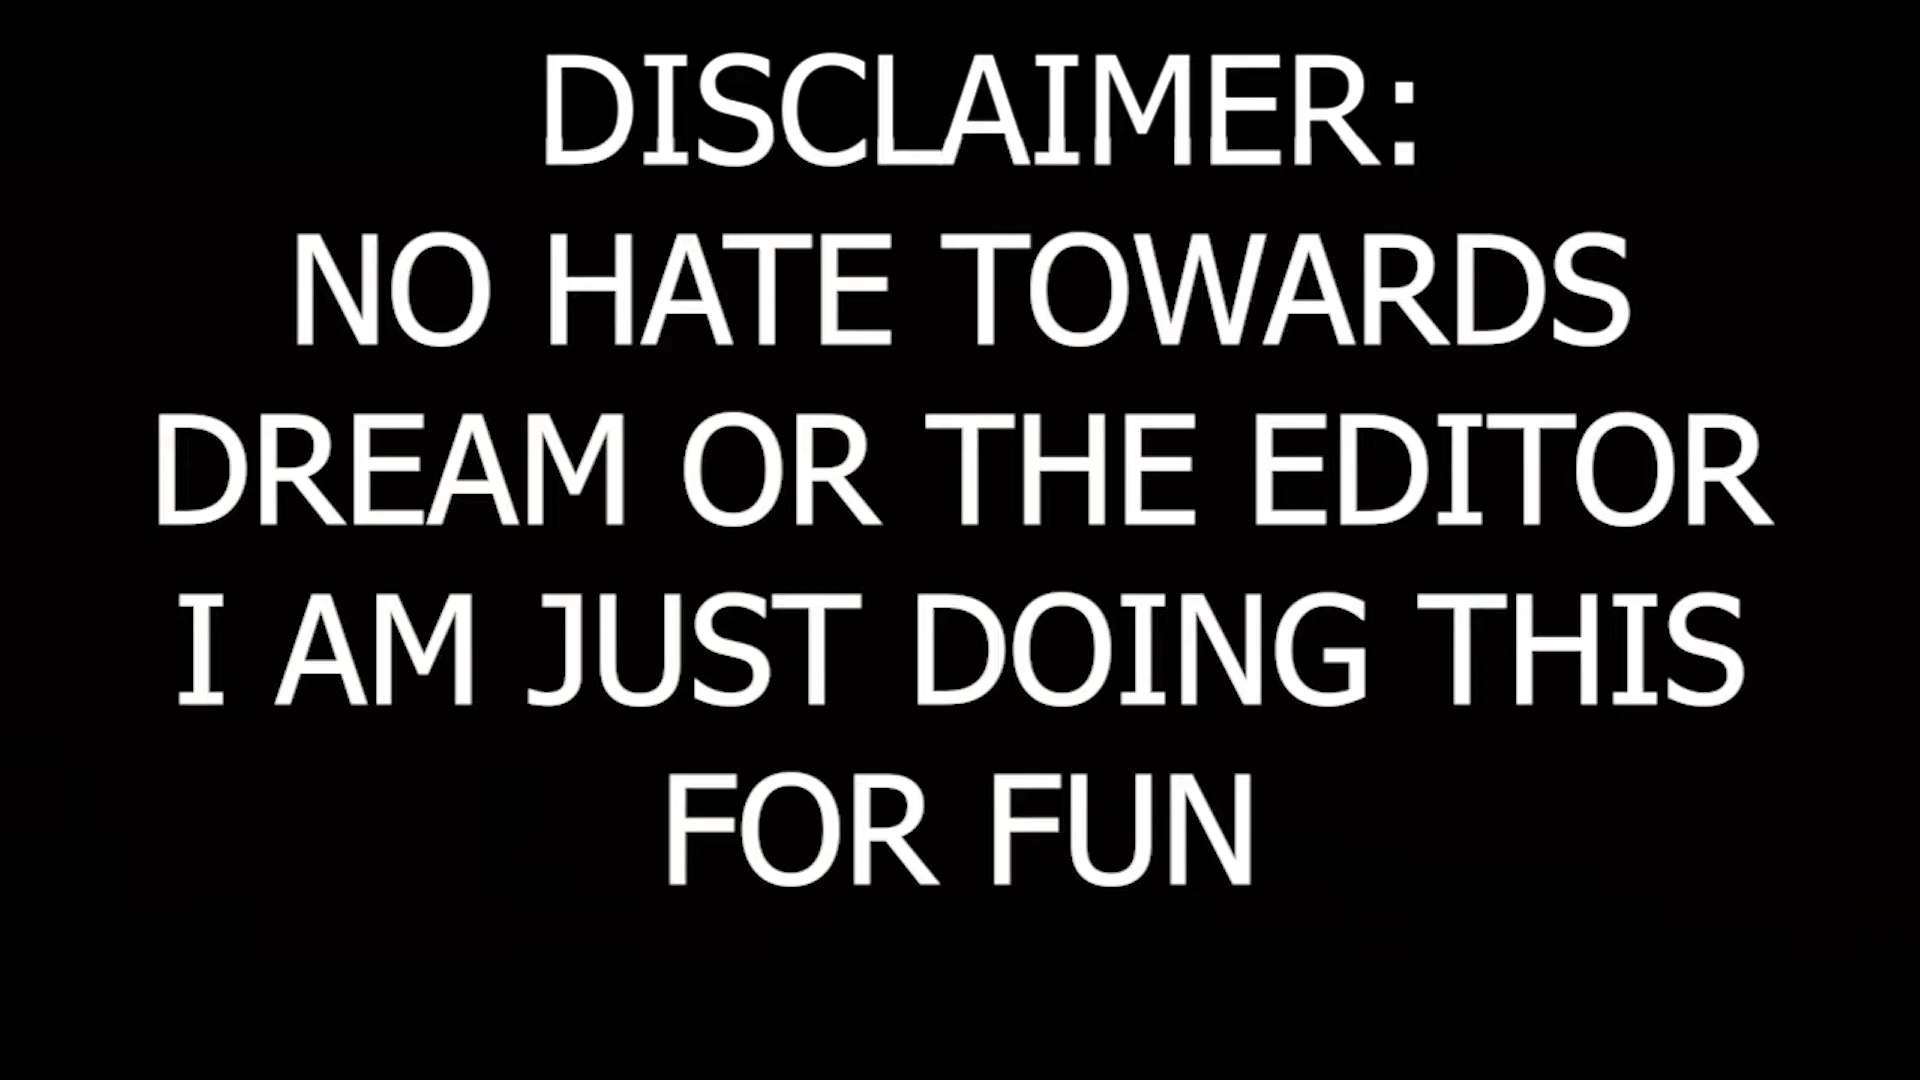 DISCLAIMER:
NO HATE TOWARDS
DREAM OR THE EDITOR
I AM JUST DOING THIS
FOR FUN